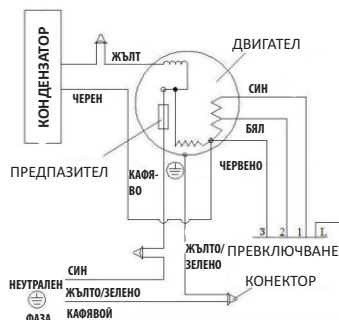 КОНДЕНЗАТОР
ЖЪЛТ
ДВИГАТЕЛ
ЧЕРЕН
СИН
БЯЛ
ПРЕДПАЗИТЕЛ
КАФЯ-
ВО
ЧЕРВЕНО
3 2 1 L
ЖЪЛТО/
ЗЕЛЕНО
ПРЕВКЛЮЧВАНЕ
СИН
КОНЕКТОР
НЕУТРАЛЕН
ЖЪЛТО/ЗЕЛЕНО
ФАЗА
КАФЯВОЙ